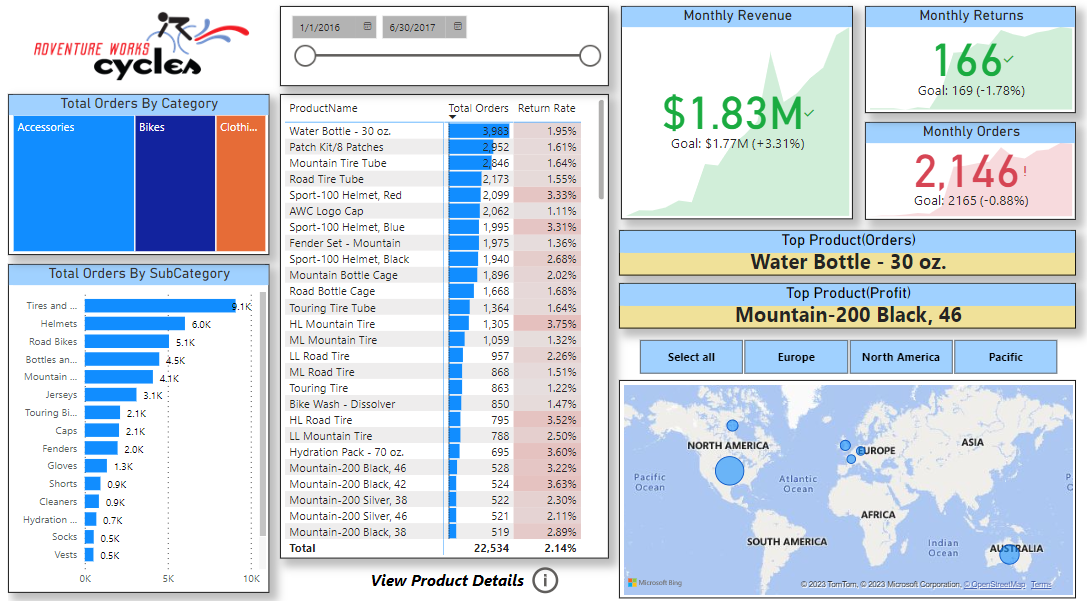 ADVENTURE WORKS
cycles
Total Orders By Category
Accessories
Bikes
Clothi...
Total Orders By SubCategory
Tires and ... 9.1K
Helmets 6.0K
Road Bikes 5.1K
Bottles an... 4.5K
Mountain ... 4.1K
Jerseys 3.1K
Touring Bi... 2.1K
Caps 2.1K
Fenders 2.0K
Gloves 1.3K
Shorts 0.9K
Cleaners 0.9K
Hydration ... 0.7K
Socks 0.5K
Vests 0.5K
0K 5K 10K
1/1/2016 6/30/2017
ProductName Total Orders Return Rate
Water Bottle - 30 oz. 3,983 1.95%
Patch Kit/8 Patches 2,952 1.61%
Mountain Tire Tube 2,846 1.64%
Road Tire Tube 2,173 1.55%
Sport-100 Helmet, Red 2,099 3.33%
AWC Logo Cap 2,062 1.11%
Sport-100 Helmet, Blue 1,995 3.31%
Fender Set - Mountain 1,975 1.36%
Sport-100 Helmet, Black 1,940 2.68%
Mountain Bottle Cage 1,896 2.02%
Road Bottle Cage 1,668 1.68%
Touring Tire Tube 1,364 1.64%
HL Mountain Tire 1,305 3.75%
ML Mountain Tire 1,059 1.32%
LL Road Tire 957 2.26%
ML Road Tire 868 1.51%
Touring Tire 863 1.22%
Bike Wash - Dissolver 850 1.47%
HL Road Tire 795 3.52%
LL Mountain Tire 788 2.50%
Hydration Pack - 70 oz. 695 3.60%
Mountain-200 Black, 46 528 3.22%
Mountain-200 Black, 42 524 3.63%
Mountain-200 Silver, 38 522 2.30%
Mountain-200 Silver, 46 521 2.11%
Mountain-200 Black, 38 519 2.89%
Total 22,534 2.14%
View Product Details i
Monthly Revenue
$1.83M
Goal: $1.77M (+3.31%)
Monthly Returns
166
Goal: 169 (-1.78%)
Monthly Orders
2,146!
Goal: 2165 (-0.88%)
Top Product(Orders)
Water Bottle - 30 oz.
Top Product(Profit)
Mountain-200 Black, 46
Select all Europe North America Pacific
NORTH AMERICA
EUROPE
ASIA
Pacific
Ocean
Atlantic
Ocean
AFRICA
SOUTH AMERICA
Indian
Ocean
AUSTRALIA
Microsoft Bing
© 2023 TomTom, © 2023 Microsoft Corporation, © OpenStreetMap Terms